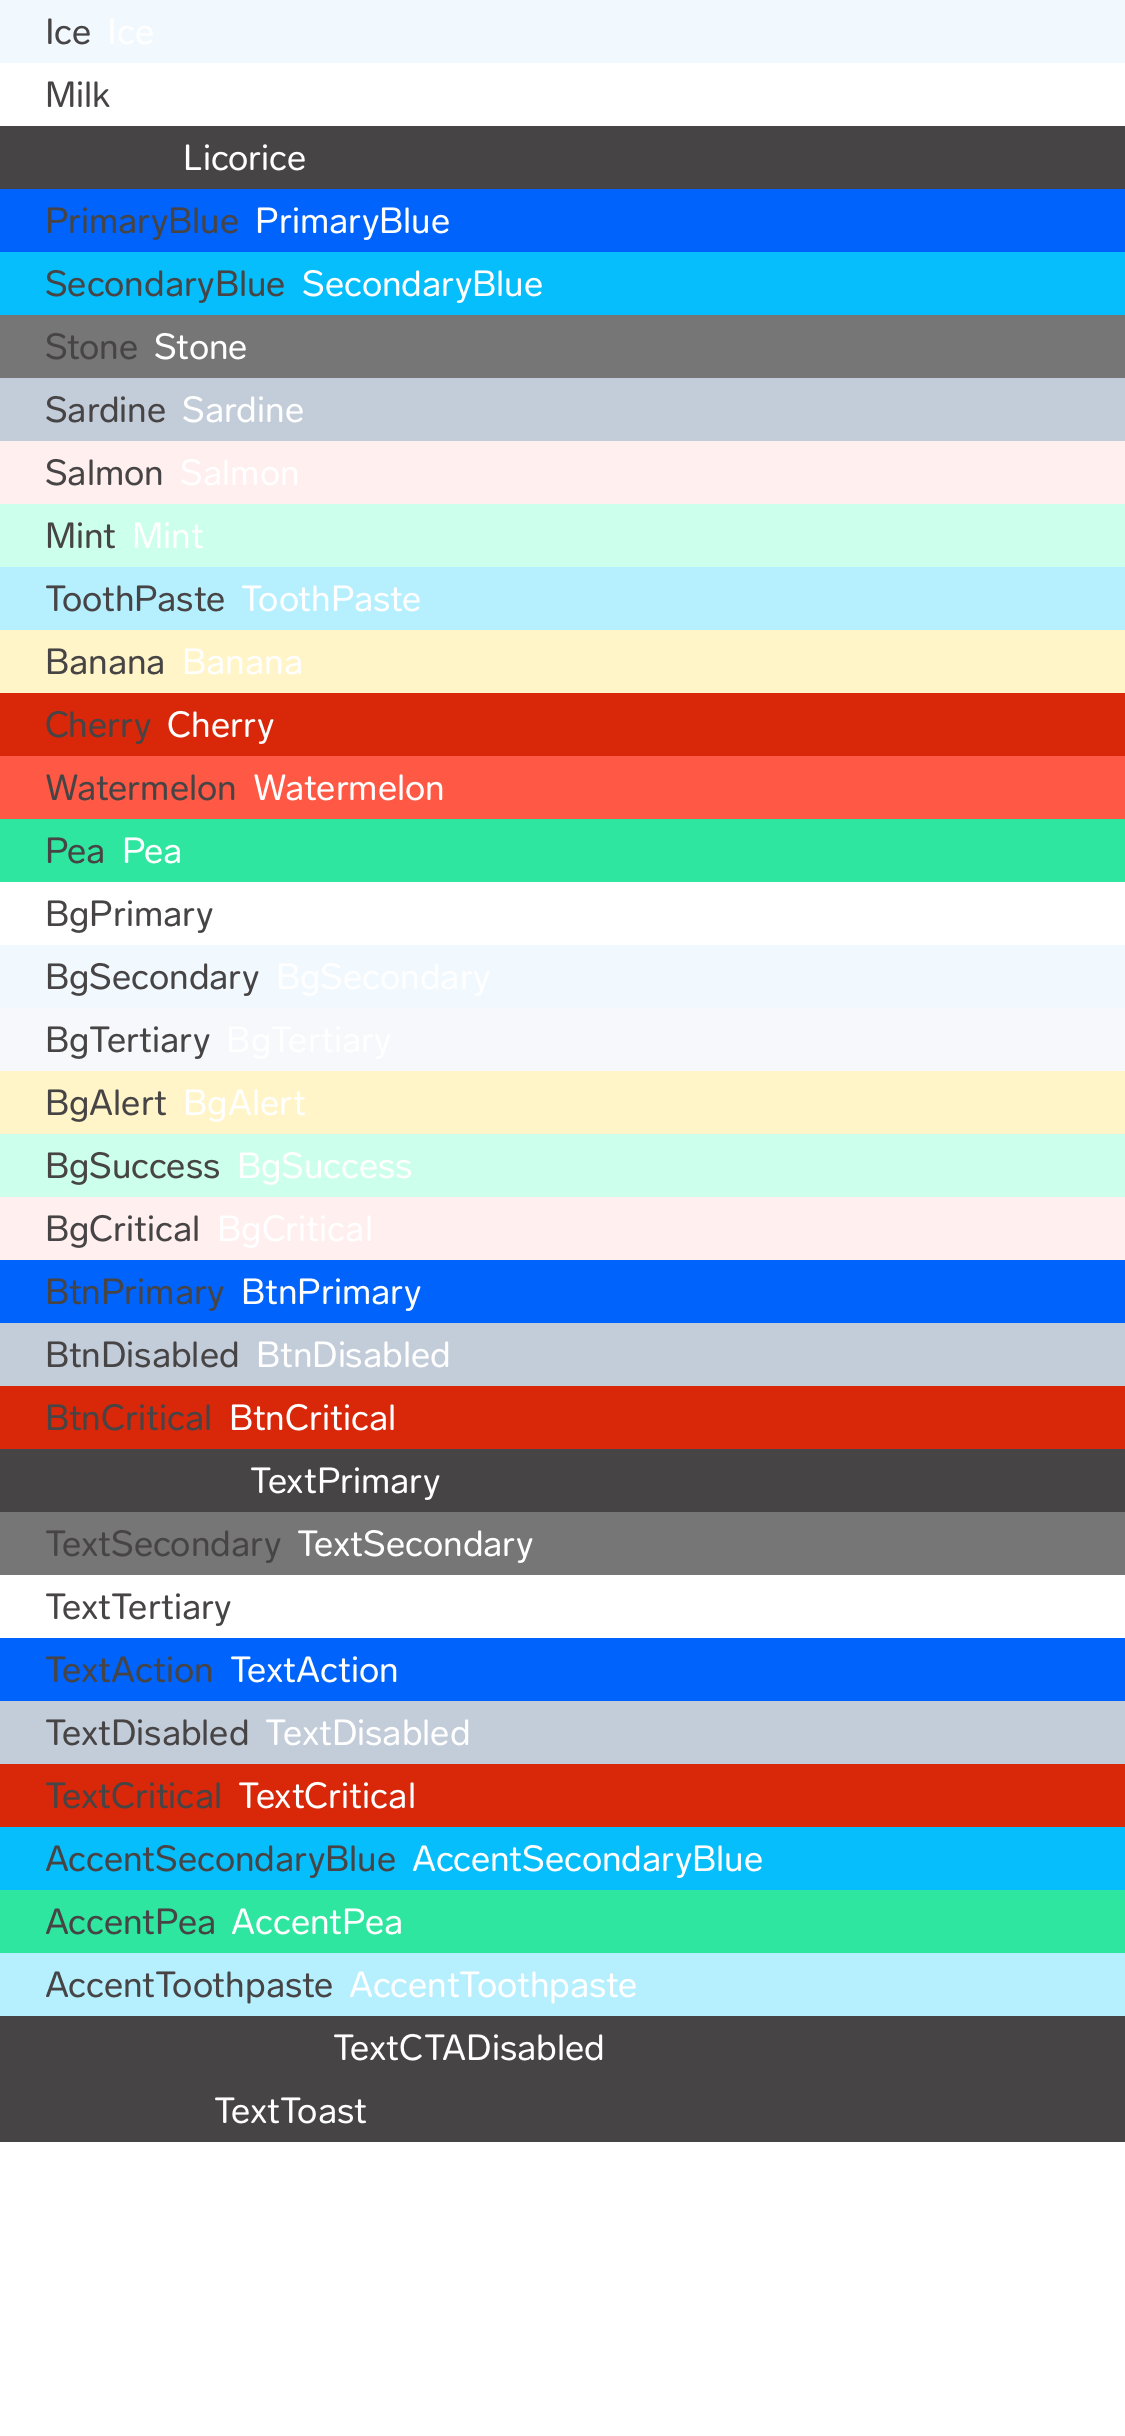 Ice Ice
Milk
Licorice
PrimaryBlue PrimaryBlue
SecondaryBlue SecondaryBlue
Stone Stone
Sardine Sardine
Salmon Salmon
Mint Mint
ToothPaste ToothPaste
Banana Banana
Cherry Cherry
Watermelon Watermelon
Pea Pea
BgPrimary
BgSecondary BgSecondary
BgTertiary BgTertiary
BgAlert BgAlert
BgSuccess BgSuccess
BgCritical BgCritical
BtnPrimary BtnPrimary
BtnDisabled BtnDisabled
BtnCritical BtnCritical
TextPrimary
TextSecondary TextSecondary
TextTertiary
TextAction TextAction
TextDisabled TextDisabled
TextCritical TextCritical
AccentSecondaryBlue AccentSecondaryBlue
AccentPea AccentPea
AccentToothpaste AccentToothpaste
TextCTADisabled
TextToast